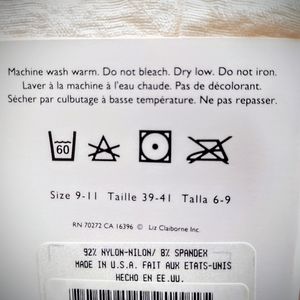 Machine wash warm. Do not bleach. Dry low. Do not iron.
Laver à la machine à l'eau chaude. Pas de décolorant.
Sécher par culbutage à basse température. Ne pas repasser.
60
Size 9-11 Taille 39-41 Talla 6-9
RN 70272 CA 16396 © Liz Claiborne Inc.
92% NYLON-NILON/ 8% SPANDEX
MADE IN U.S.A. FAIT AUX ETATS-UNIS
HECHO EN EE.UU.